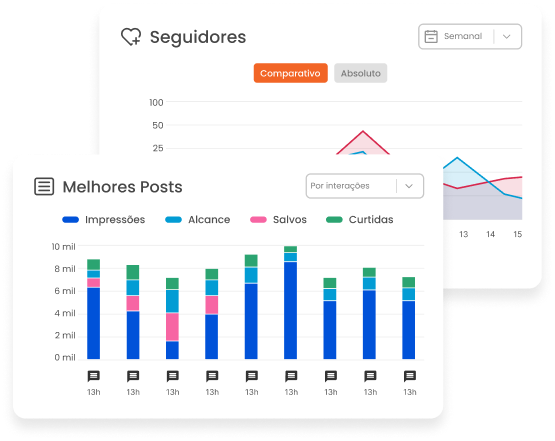 Seguidores
Semanal
Comparativo
Absoluto
100
50
25
13 14 15
Melhores Posts
Por interações
Impressões Alcance Salvos Curtidas
10 mil
8 mil
6 mil
4 mil
2 mil
0 mil
13h 13h 13h 13h 13h 13h 13h 13h 13h